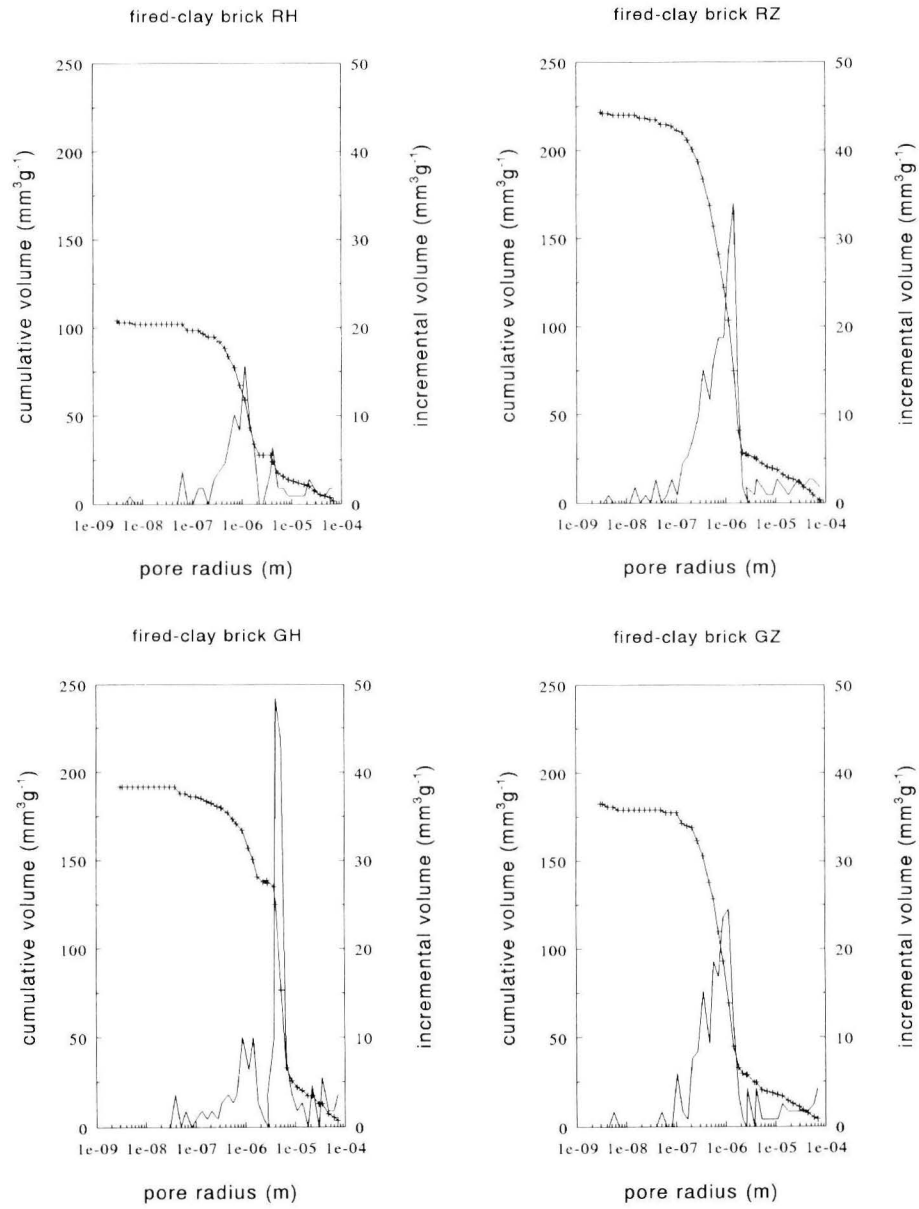 fired-clay brick RH
250
200
150
100
50
0
cumulative volume (mm³g⁻¹)
50
40
30
20
10
0
incremental volume (mm³g⁻¹)
1e-09 1e-08 1e-07 1e-06 1e-05 1e-04
pore radius (m)
fired-clay brick RZ
250
200
150
100
50
0
cumulative volume (mm³g⁻¹)
50
40
30
20
10
0
incremental volume (mm³g⁻¹)
1e-09 1e-08 1e-07 1e-06 1e-05 1e-04
pore radius (m)
fired-clay brick GH
250
200
150
100
50
0
cumulative volume (mm³g⁻¹)
50
40
30
20
10
0
incremental volume (mm³g⁻¹)
1e-09 1e-08 1e-07 1e-06 1e-05 1e-04
pore radius (m)
fired-clay brick GZ
250
200
150
100
50
0
cumulative volume (mm³g⁻¹)
50
40
30
20
10
0
incremental volume (mm³g⁻¹)
1e-09 1e-08 1e-07 1e-06 1e-05 1e-04
pore radius (m)